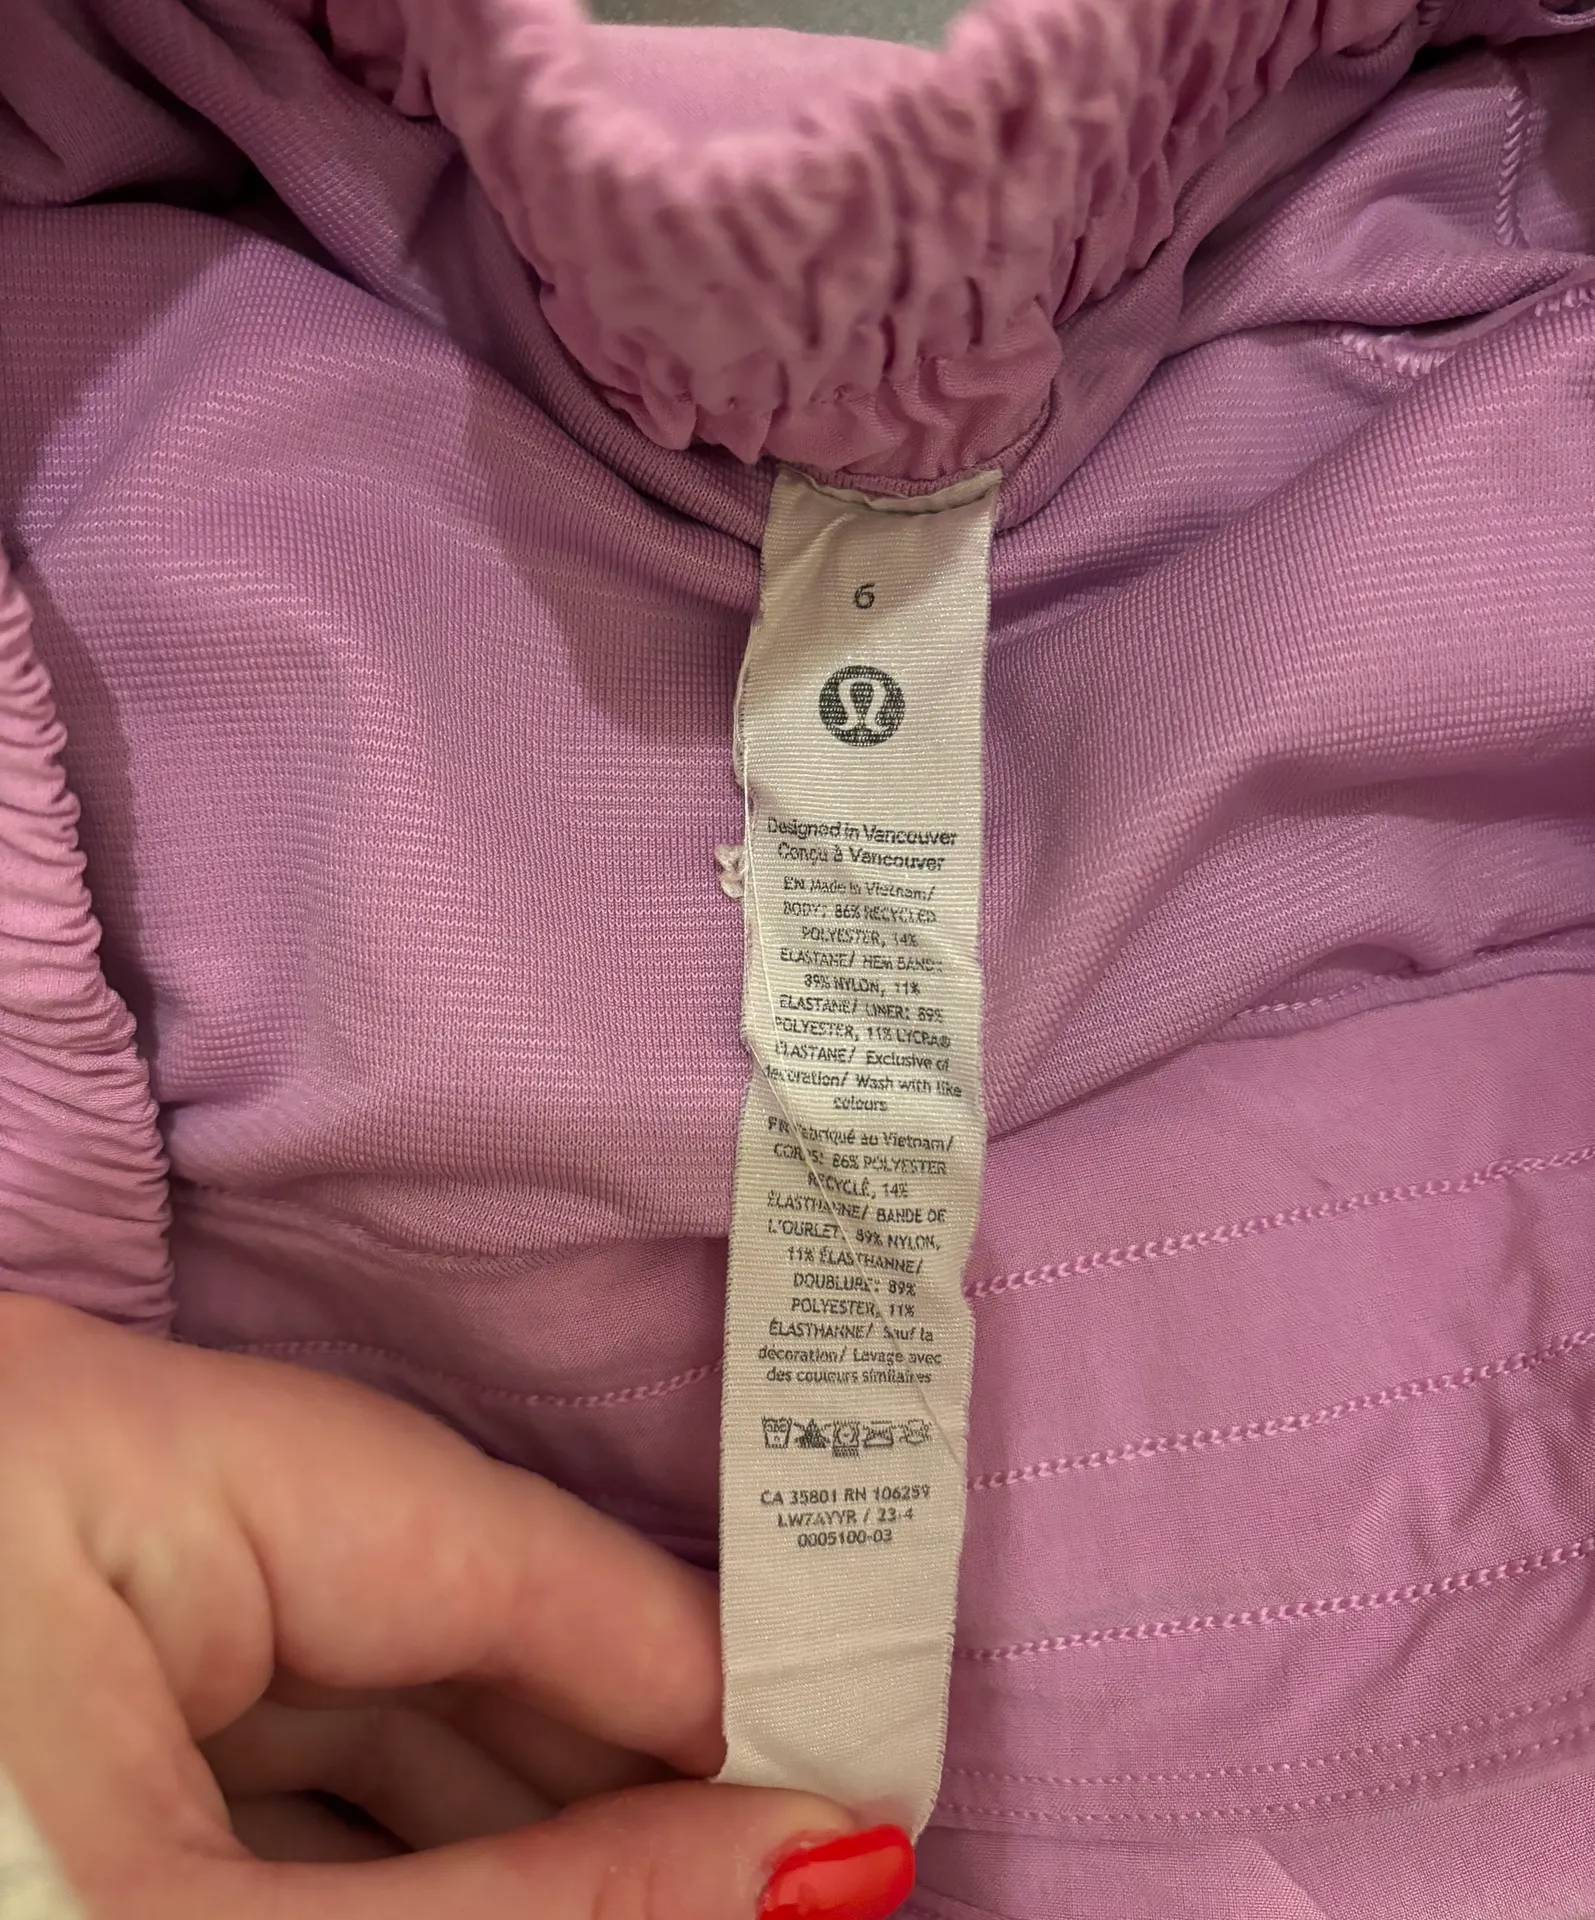 6
Designed in Vancouver
Conçu à Vancouver
EN Made in Vietnam/
BODY: 86% RECYCLED
POLYESTER, 14%
ELASTANE/ HEM BAND:
89% NYLON, 11%
ELASTANE/ LINER: 89%
POLYESTER, 11% LYCRA®
ELASTANE/ Exclusive of
decoration/ Wash with like
colours
FR Fabriqué au Vietnam/
CORPS: 86% POLYESTER
RECYCLÉ, 14%
ÉLASTHANNE/ BANDE DE
L'OURLET: 89% NYLON,
11% ÉLASTHANNE/
DOUBLURE: 89%
POLYESTER, 11%
ÉLASTHANNE/ Sauf la
décoration/ Lavage avec
des couleurs similaires
CA 35801 RN 106259
LW7AYYR / 23-4
0005100-03